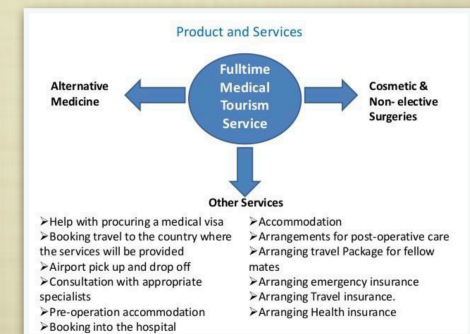 Product and Services
Fulltime
Medical
Tourism
Service
Alternative
Medicine
Cosmetic &
Non- elective
Surgeries
Other Services
➢Help with procuring a medical visa
➢Booking travel to the country where
the services will be provided
➢Airport pick up and drop off
➢Consultation with appropriate
specialists
➢Pre-operation accommodation
➢Booking into the hospital
➢Accommodation
➢Arrangements for post-operative care
➢Arranging travel Package for fellow
mates
➢Arranging emergency insurance
➢Arranging Travel insurance.
➢Arranging Health insurance